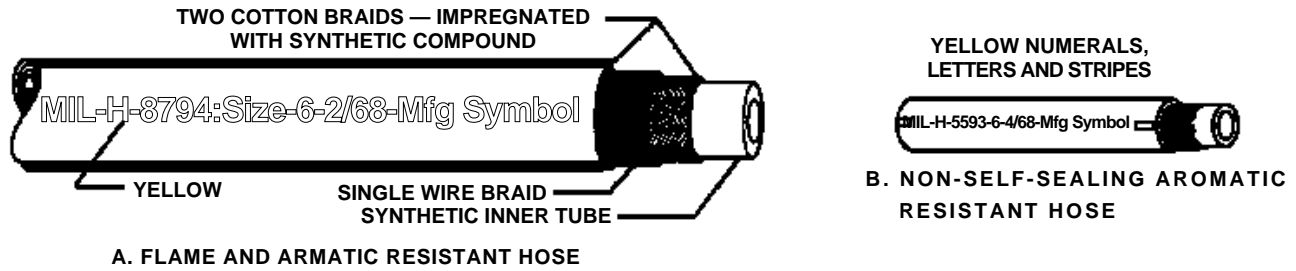 TWO COTTON BRAIDS — IMPREGNATED
WITH SYNTHETIC COMPOUND
MIL-H-8794:Size-6-2/68-Mfg Symbol
YELLOW
SINGLE WIRE BRAID
SYNTHETIC INNER TUBE
A. FLAME AND ARMATIC RESISTANT HOSE
YELLOW NUMERALS,
LETTERS AND STRIPES
MIL-H-5593-6-4/68-Mfg Symbol
B. NON-SELF-SEALING AROMATIC
RESISTANT HOSE